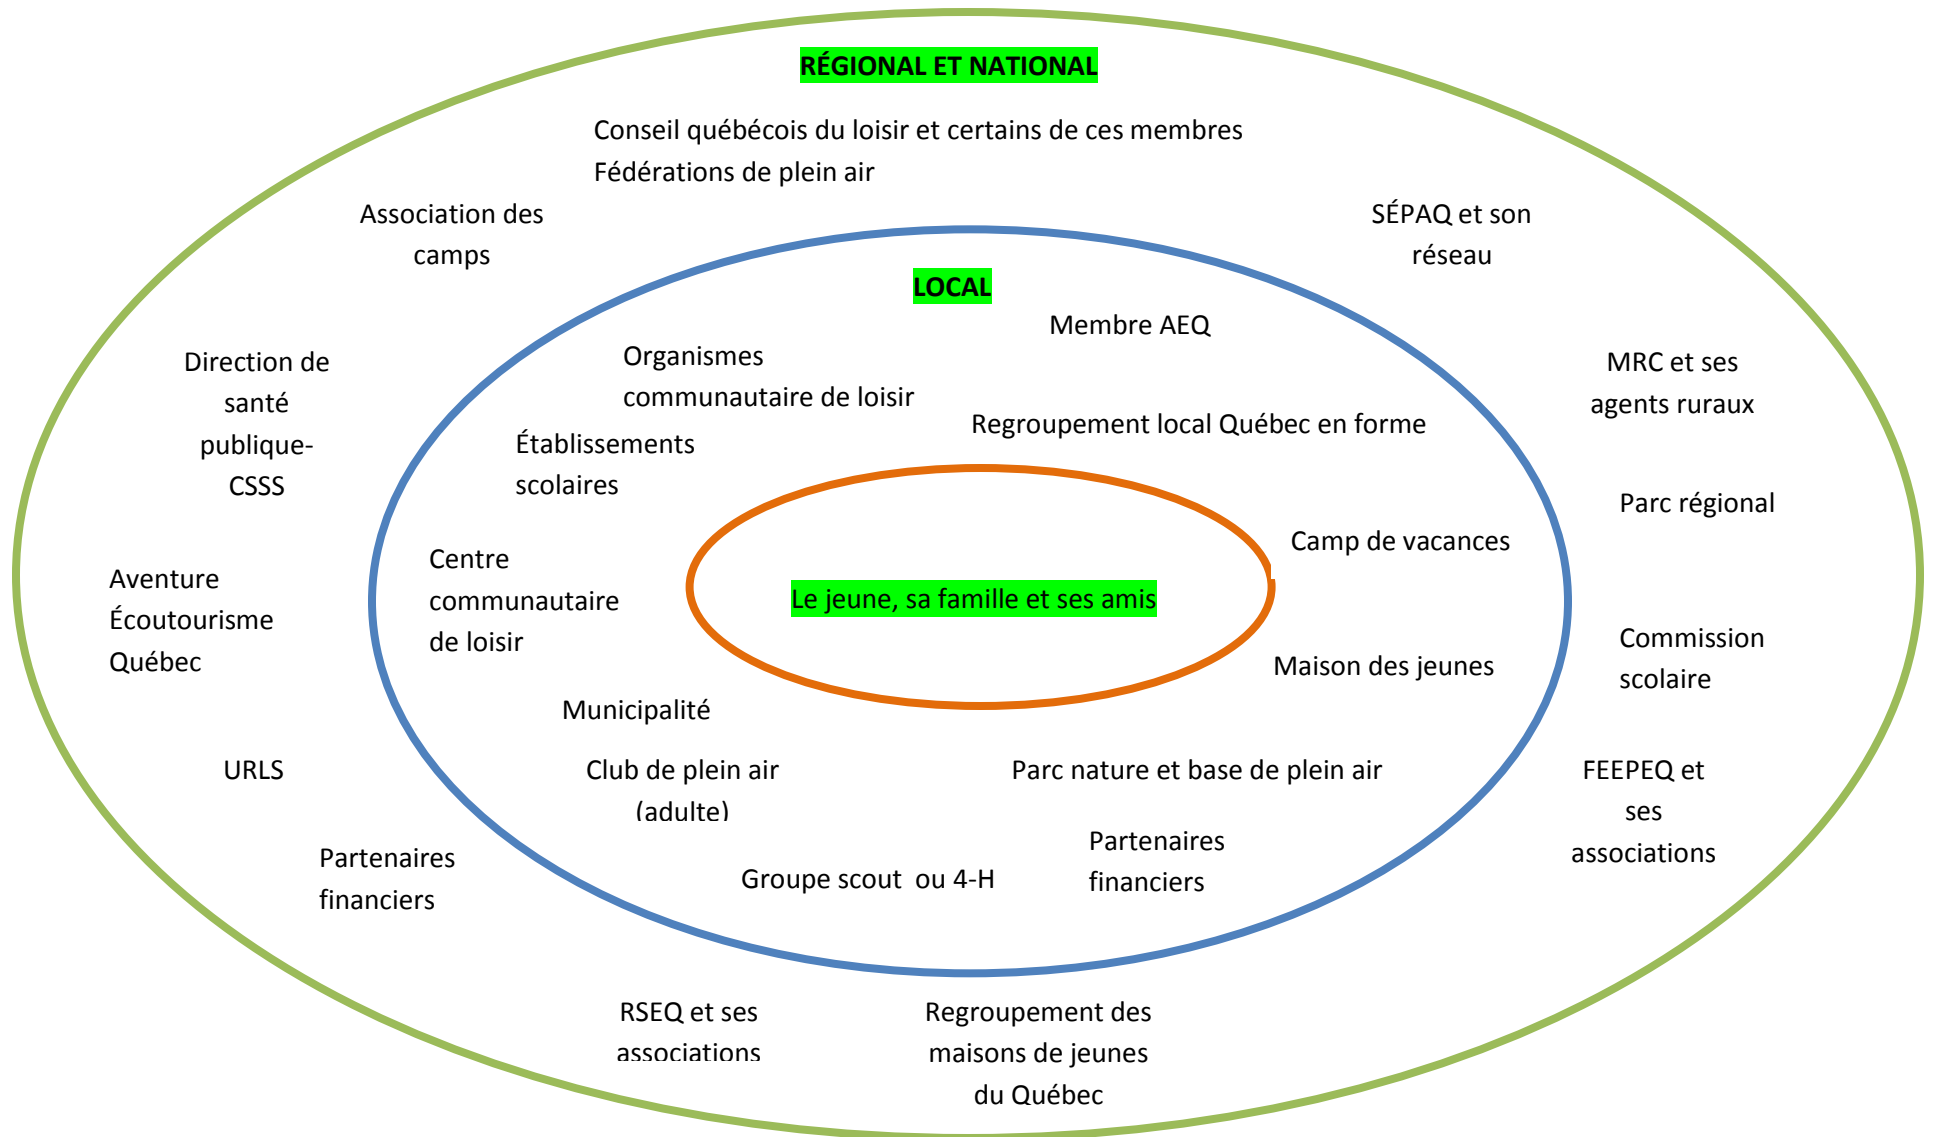 RÉGIONAL ET NATIONAL
Conseil québécois du loisir et certains de ces membres
Fédérations de plein air
Association des
camps
SÉPAQ et son
réseau
LOCAL
Membre AEQ
Organismes
communautaire de loisir
Direction de
santé
publique-
CSSS
MRC et ses
agents ruraux
Regroupement local Québec en forme
Établissements
scolaires
Parc régional
Camp de vacances
Centre
communautaire
de loisir
Aventure
Écoutourisme
Québec
Le jeune, sa famille et ses amis
Commission
scolaire
Maison des jeunes
Municipalité
URLS
Club de plein air
(adulte)
Parc nature et base de plein air
FEEPEQ et
ses
associations
Partenaires
financiers
Groupe scout  ou 4-H
Partenaires
financiers
RSEQ et ses
associations
Regroupement des
maisons de jeunes
du Québec